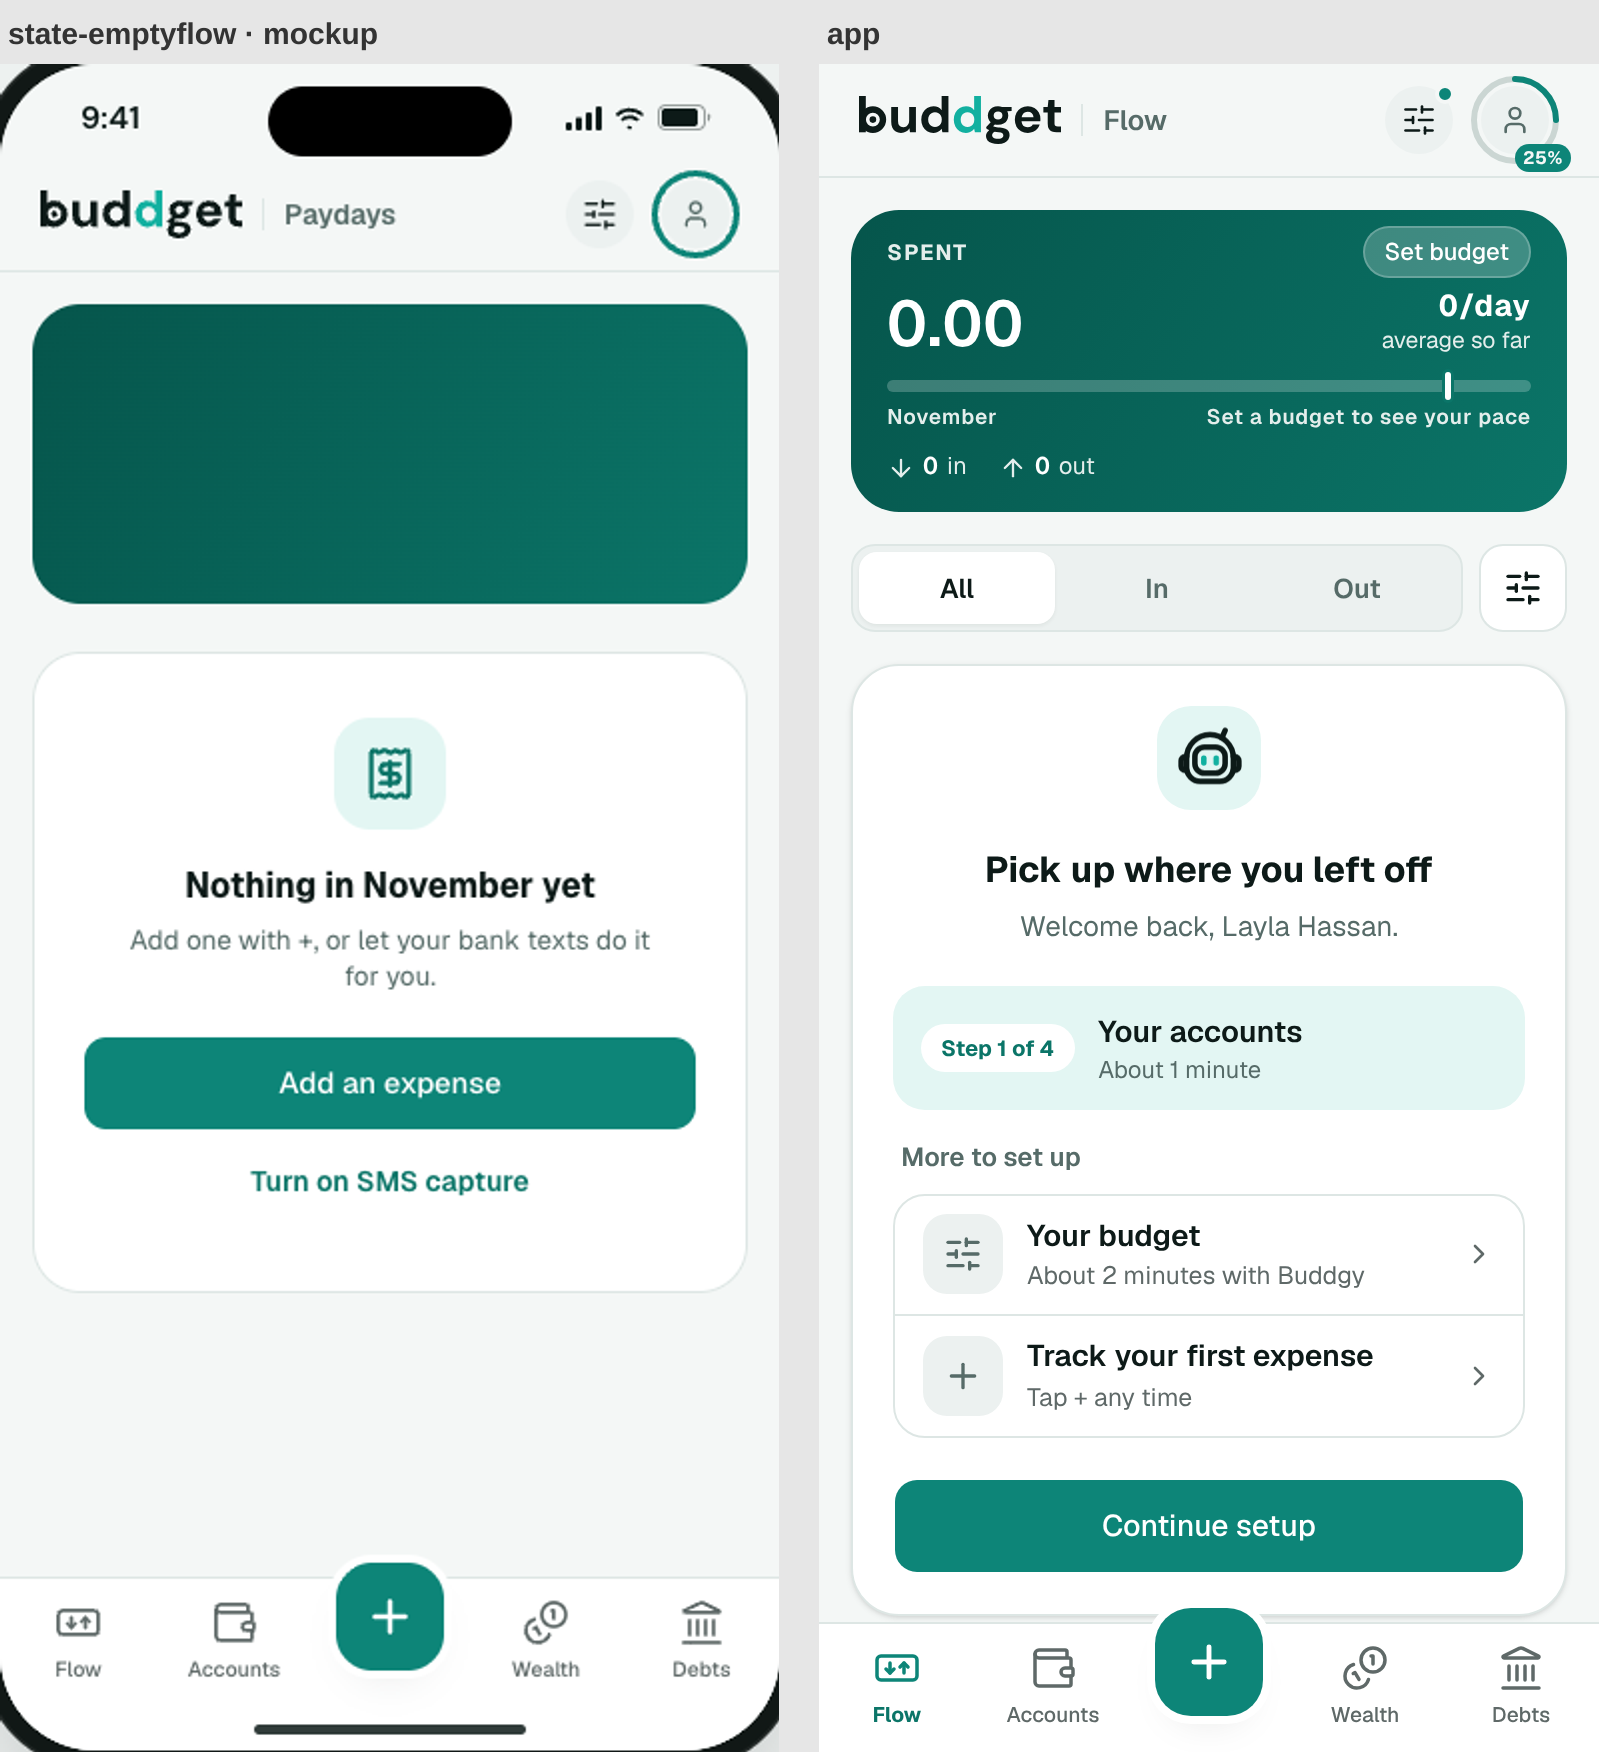 state-emptyflow · mockup
9:41
buddget
Paydays
Nothing in November yet
Add one with +, or let your bank texts do it
for you.
Add an expense
Turn on SMS capture
Flow
Accounts
Wealth
Debts
app
buddget
Flow
25%
SPENT
Set budget
0.00
0/day
average so far
November
Set a budget to see your pace
0 in
0 out
All
In
Out
Pick up where you left off
Welcome back, Layla Hassan.
Step 1 of 4
Your accounts
About 1 minute
More to set up
Your budget
About 2 minutes with Buddgy
Track your first expense
Tap + any time
Continue setup
Flow
Accounts
Wealth
Debts